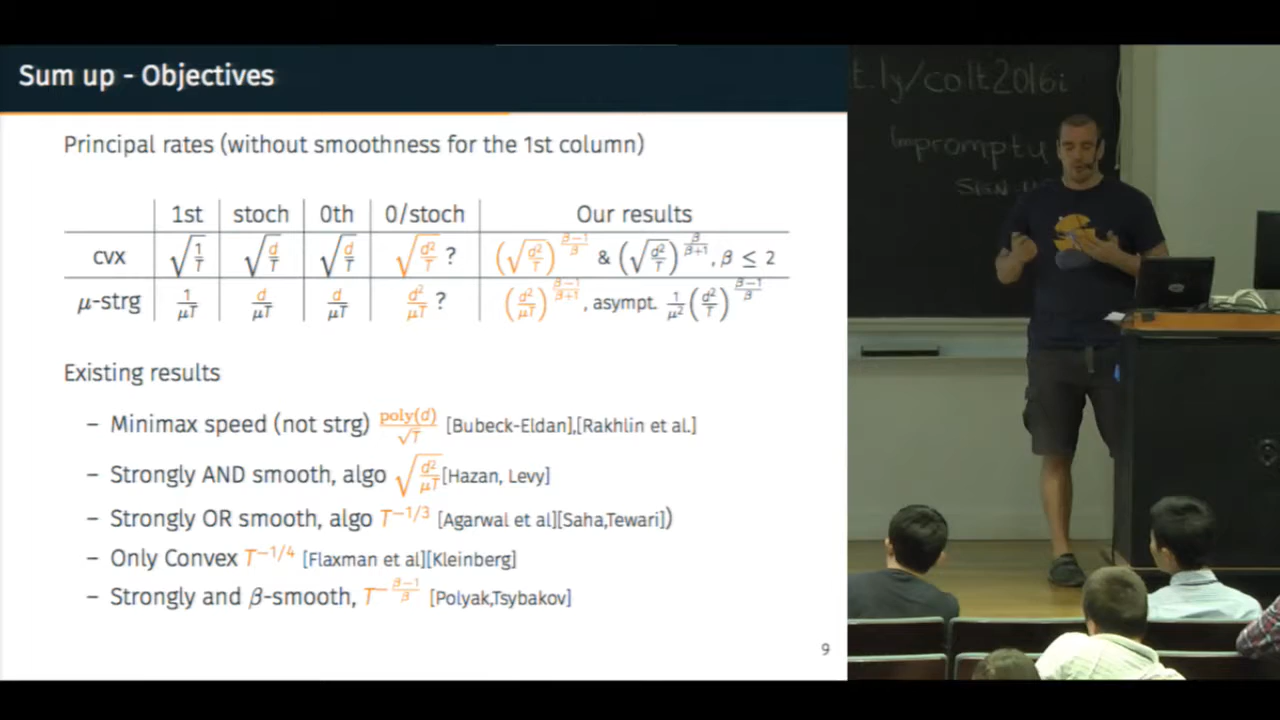 Sum up - Objectives
Principal rates (without smoothness for the 1st column)
1st stoch 0th 0/stoch Our results
cvx √(1/T) √(d/T) √(d/T) √(d²/T) ? (√(d²/T))^((β−1)/β) & (√(d²/T))^(β/(β+1)), β ≤ 2
μ-strg 1/(μT) d/(μT) d/(μT) d²/(μT) ? (d²/(μT))^((β−1)/(β+1)), asympt. 1/μ² (d²/T)^((β−1)/β)
Existing results
– Minimax speed (not strg) poly(d)/√T [Bubeck-Eldan],[Rakhlin et al.]
– Strongly AND smooth, algo √(d²/(μT)) [Hazan, Levy]
– Strongly OR smooth, algo T^(−1/3) [Agarwal et al][Saha,Tewari])
– Only Convex T^(−1/4) [Flaxman et al][Kleinberg]
– Strongly and β-smooth, T^(−(β−1)/β) [Polyak,Tsybakov]
9
t.ly/colt2016i
Impromptu